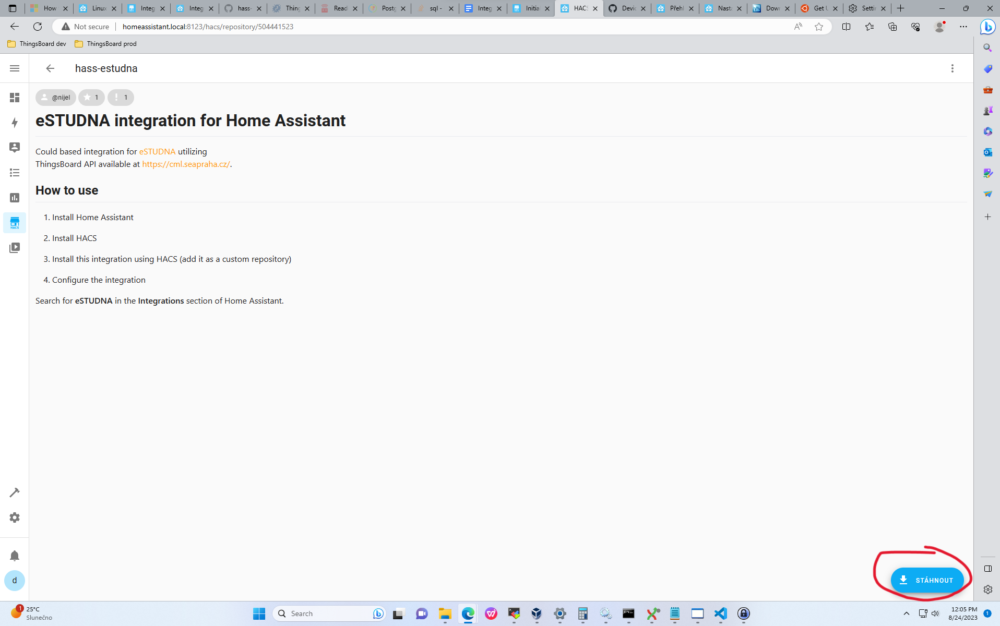 How
Linux
Integ
Integ
hass-
Thing
Read
Postg
sql -
Integ
Initia
HACS
Devic
Přehl
Nasta
Dow
Get U
Settin
Not secure
homeassistant.local:8123/hacs/repository/504441523
ThingsBoard dev
ThingsBoard prod
hass-estudna
@nijel
1
1
eSTUDNA integration for Home Assistant
Could based integration for eSTUDNA utilizing
ThingsBoard API available at https://cml.seapraha.cz/.
How to use
1. Install Home Assistant
2. Install HACS
3. Install this integration using HACS (add it as a custom repository)
4. Configure the integration
Search for eSTUDNA in the Integrations section of Home Assistant.
HACS
d
STÁHNOUT
1
25°C
Slunečno
Search
12:05 PM
8/24/2023
1